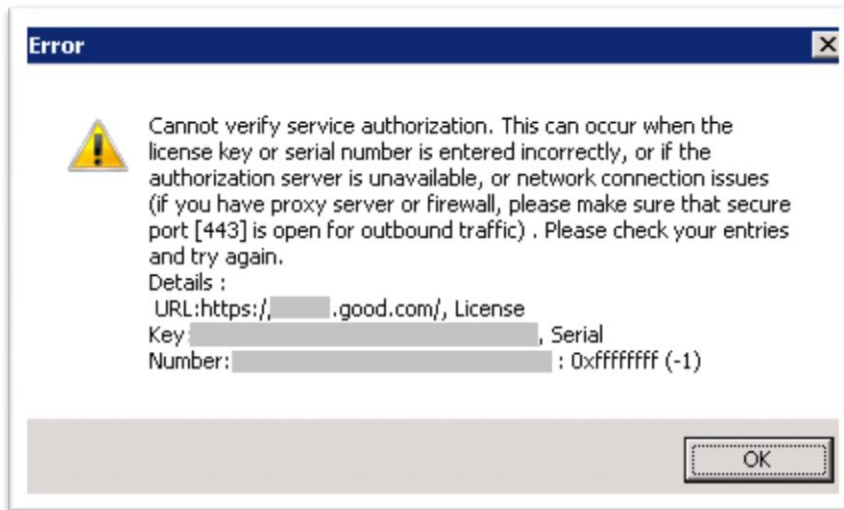 Error
Cannot verify service authorization. This can occur when the
license key or serial number is entered incorrectly, or if the
authorization server is unavailable, or network connection issues
(if you have proxy server or firewall, please make sure that secure
port [443] is open for outbound traffic) . Please check your entries
and try again.
Details :
URL:https:/, .good.com/, License
Key: , Serial
Number: : 0xffffffff (-1)
OK